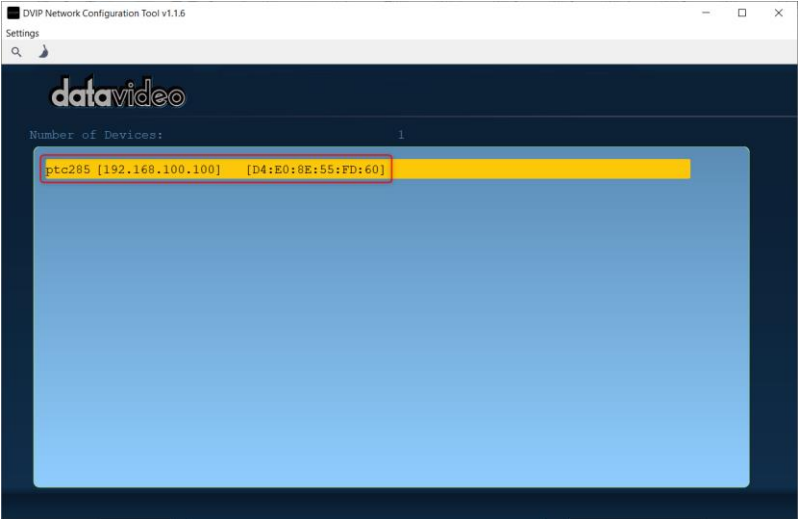 DVIP Network Configuration Tool v1.1.6
Settings
datavideo
Number of Devices: 1
ptc285 [192.168.100.100] [D4:E0:8E:55:FD:60]